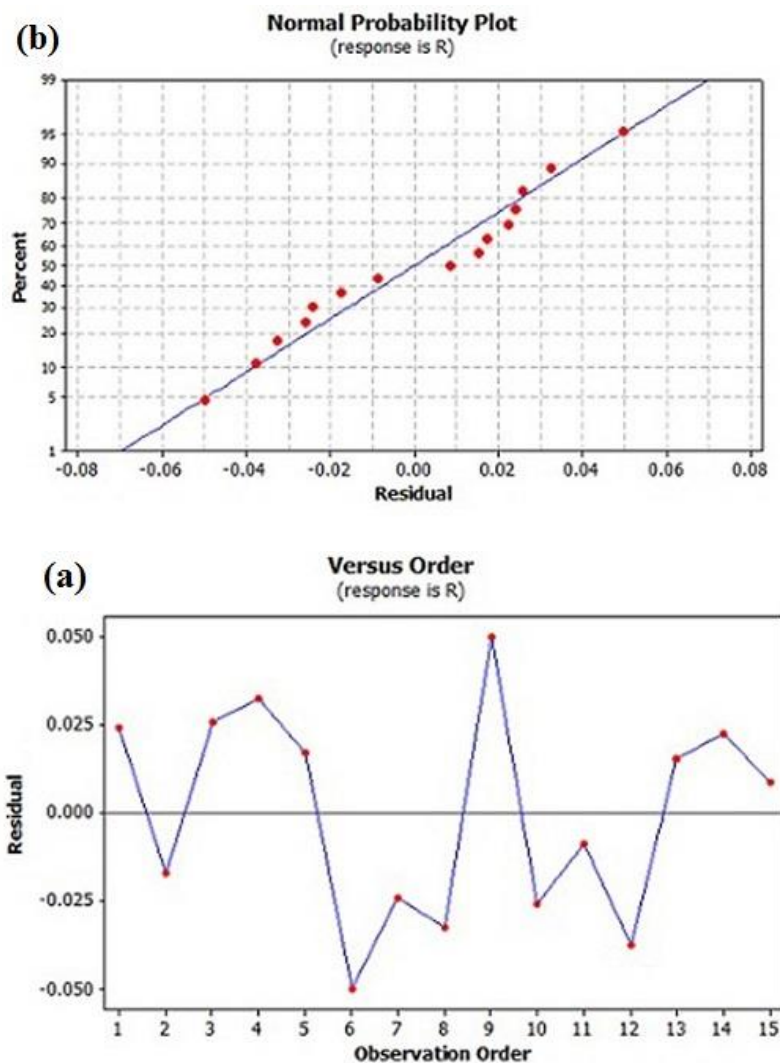 (b)
Normal Probability Plot
(response is R)
99
95
90
80
70
60
50
40
30
20
10
5
1
Percent
-0.08 -0.06 -0.04 -0.02 0.00 0.02 0.04 0.06 0.08
Residual
(a)
Versus Order
(response is R)
0.050
0.025
0.000
-0.025
-0.050
Residual
1 2 3 4 5 6 7 8 9 10 11 12 13 14 15
Observation Order